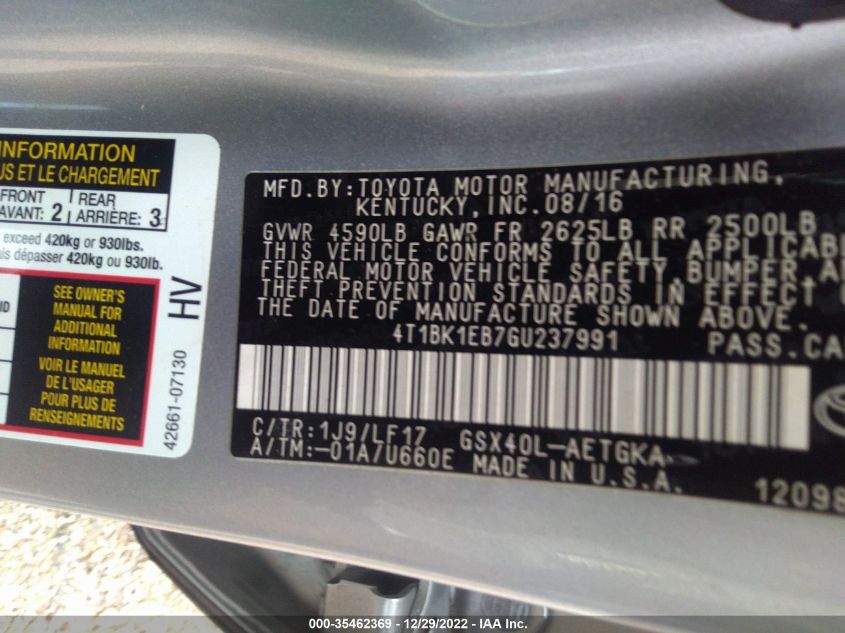 INFORMATION
US ET LE CHARGEMENT
FRONT
AVANT: 2
REAR
ARRIÈRE: 3
exceed 420kg or 930lbs.
dépasser 420kg ou 930lb.
SEE OWNER'S
MANUAL FOR
ADDITIONAL
INFORMATION
VOIR LE MANUEL
DE L'USAGER
POUR PLUS DE
RENSEIGNEMENTS
HV
42661-07130
MFD. BY: TOYOTA MOTOR MANUFACTURING,
KENTUCKY, INC. 08/16
GVWR 4590LB GAWR FR 2625LB RR 2500LB
THIS VEHICLE CONFORMS TO ALL APPLICABL
FEDERAL MOTOR VEHICLE SAFETY, BUMPER, A
THEFT PREVENTION STANDARDS IN EFFECT
THE DATE OF MANUFACTURE SHOWN ABOVE.
4T1BK1EB7GU237991 PASS. CA
C/TR: 1J9/LF17 GSX40L-AETGKA
A/TM: -01A/U660E MADE IN U.S.A.
12098
000-35462369 - 12/29/2022 - IAA Inc.